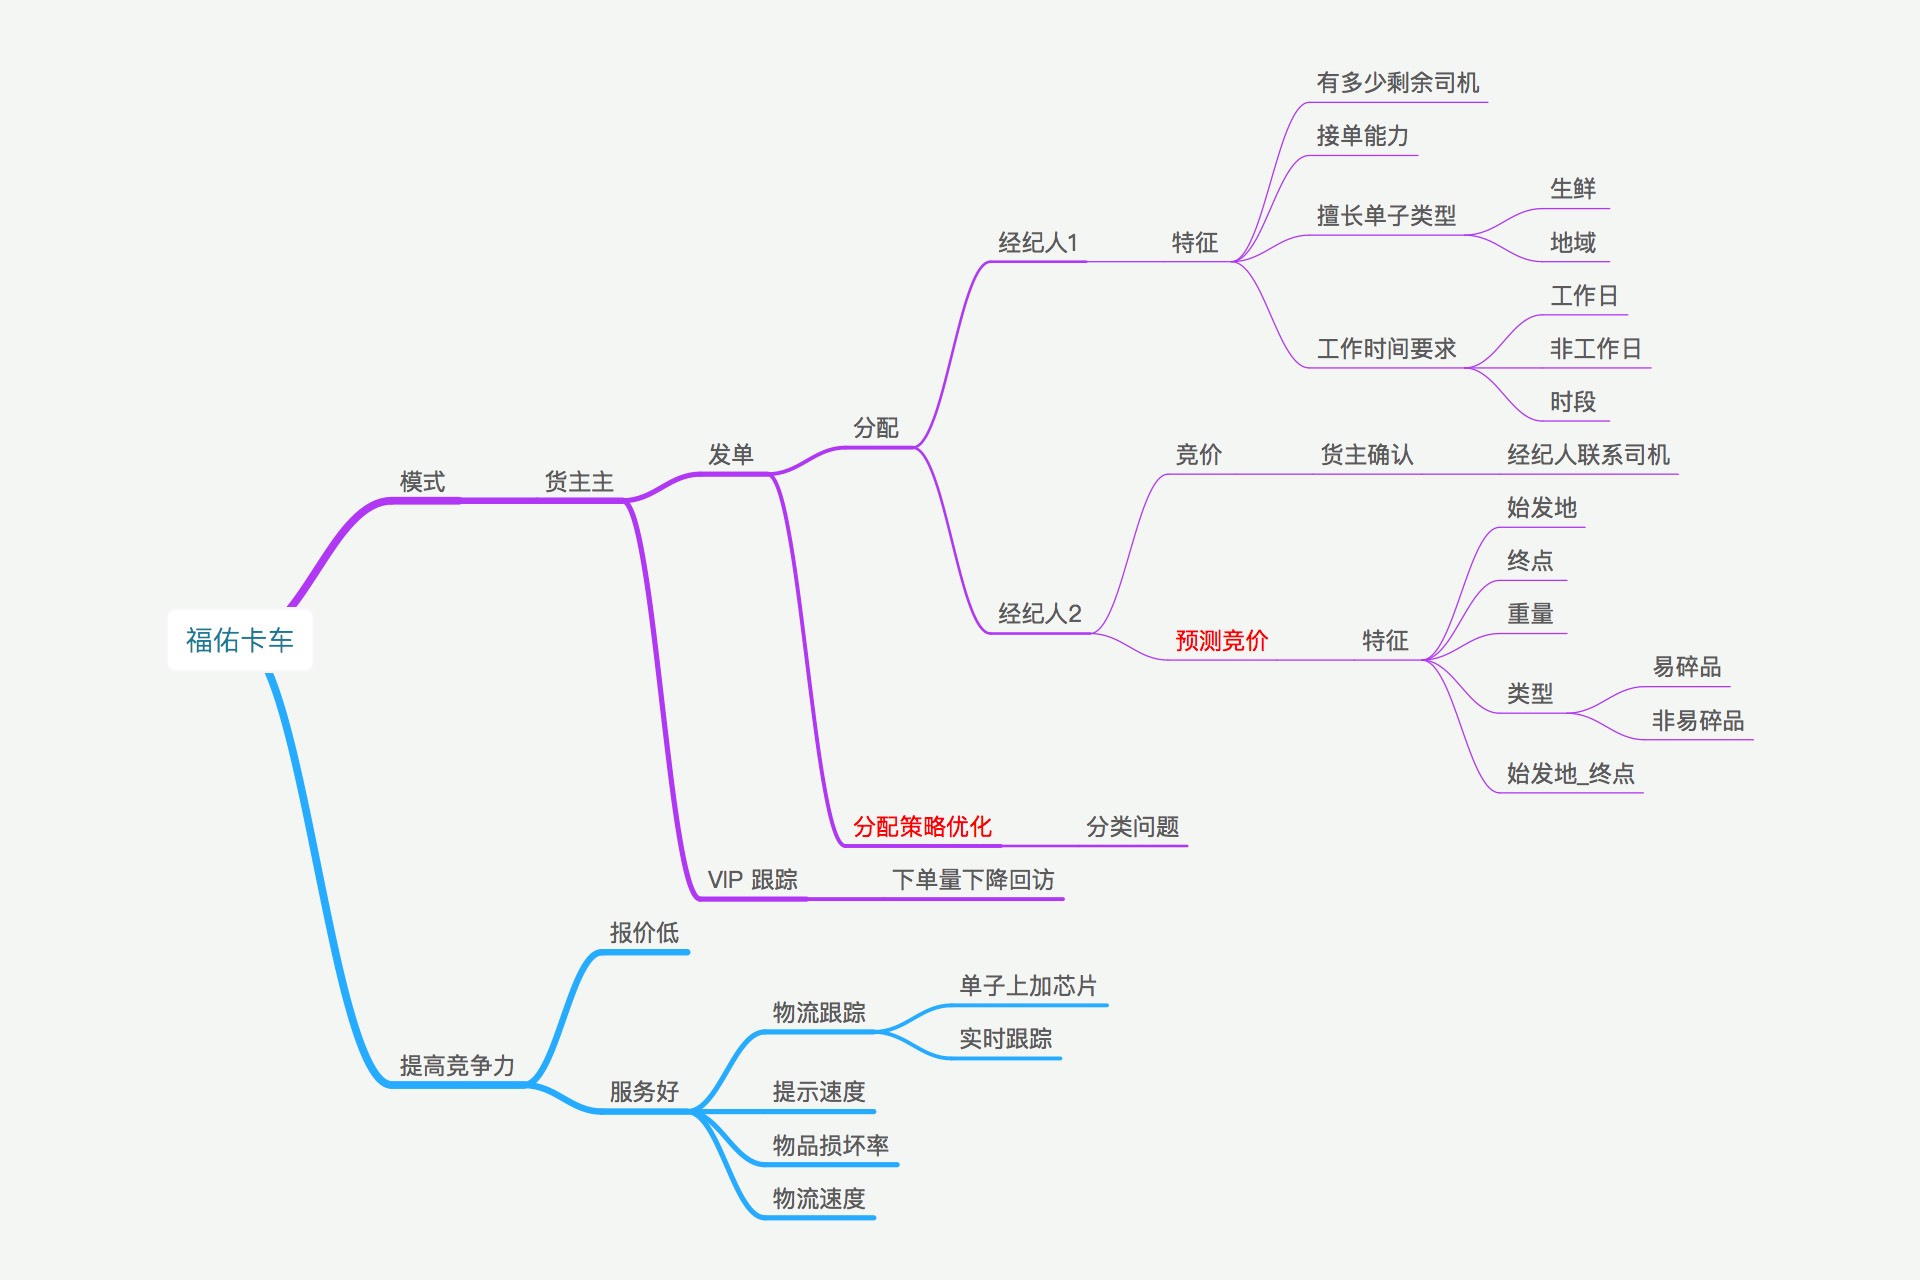 福佑卡车
模式
货主主
发单
分配
经纪人1
特征
有多少剩余司机
接单能力
擅长单子类型
生鲜
地域
工作时间要求
工作日
非工作日
时段
经纪人2
竞价
货主确认
经纪人联系司机
预测竞价
特征
始发地
终点
重量
类型
易碎品
非易碎品
始发地_终点
分配策略优化
分类问题
VIP 跟踪
下单量下降回访
提高竞争力
报价低
服务好
物流跟踪
单子上加芯片
实时跟踪
提示速度
物品损坏率
物流速度